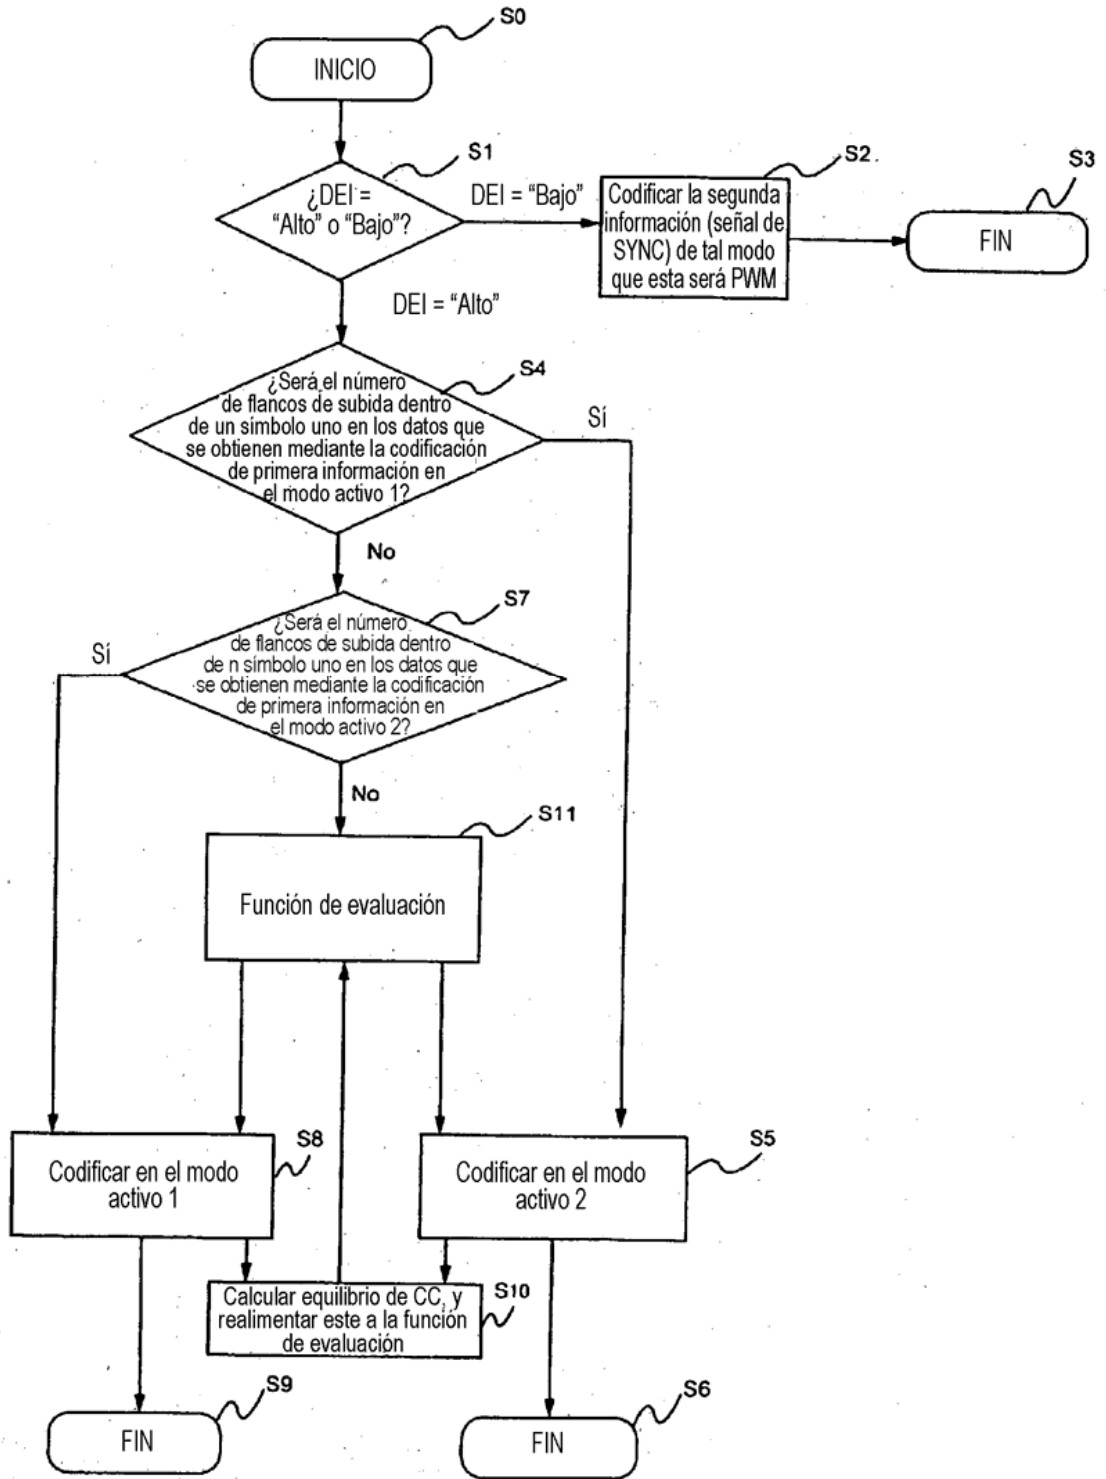 S0
INICIO
S1
¿DEI =
“Alto” o “Bajo”?
DEI = “Bajo”
S2.
Codificar la segunda
información (señal de
SYNC) de tal modo
que esta será PWM
S3
FIN
DEI = “Alto”
S4
¿Será el número
de flancos de subida dentro
de un símbolo uno en los datos que
se obtienen mediante la codificación
de primera información en
el modo activo 1?
Sí
No
S7
¿Será el número
de flancos de subida dentro
de n símbolo uno en los datos que
se obtienen mediante la codificación
de primera información en
el modo activo 2?
Sí
No
S11
Función de evaluación
S8
Codificar en el modo
activo 1
S5
Codificar en el modo
activo 2
S10
Calcular equilibrio de CC, y
realimentar este a la función
de evaluación
S9
FIN
S6
FIN